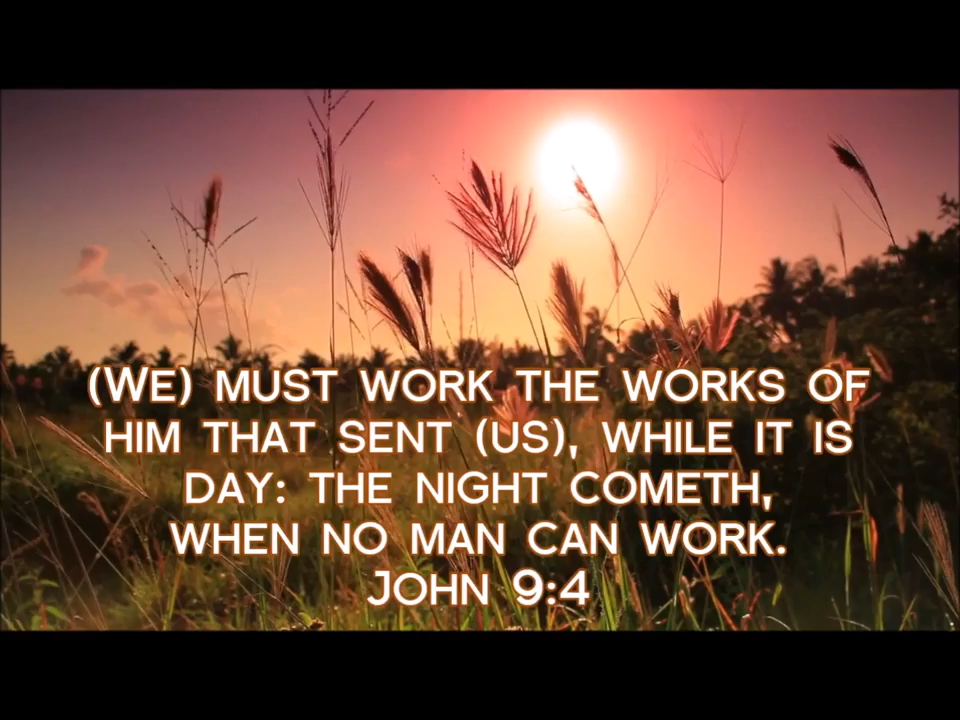 (WE) MUST WORK THE WORKS OF
HIM THAT SENT (US), WHILE IT IS
DAY: THE NIGHT COMETH,
WHEN NO MAN CAN WORK.
JOHN 9:4